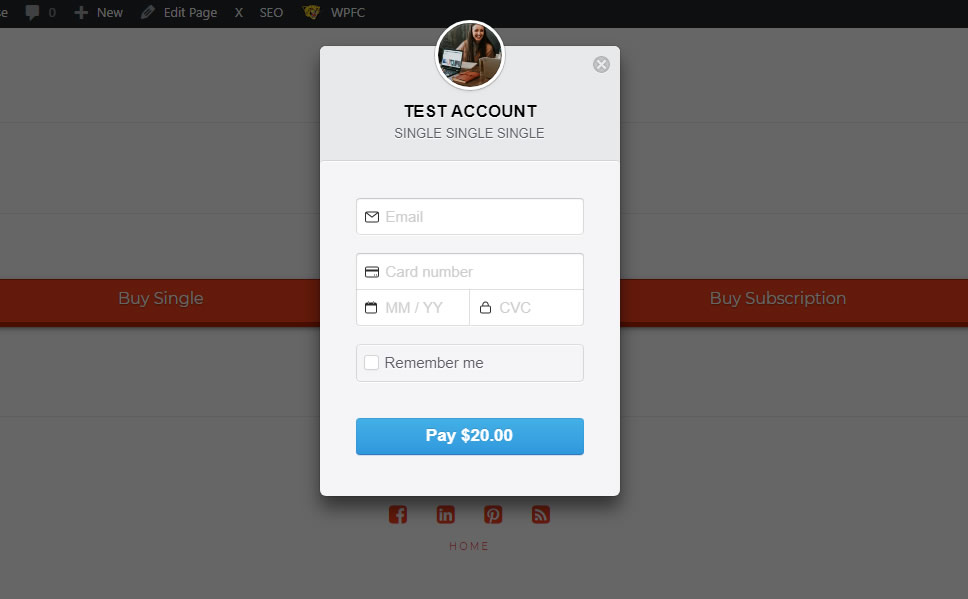 se 0 New Edit Page X SEO WPFC
TEST ACCOUNT
SINGLE SINGLE SINGLE
Email
Card number
MM / YY CVC
Remember me
Pay $20.00
Buy Single Buy Subscription
HOME